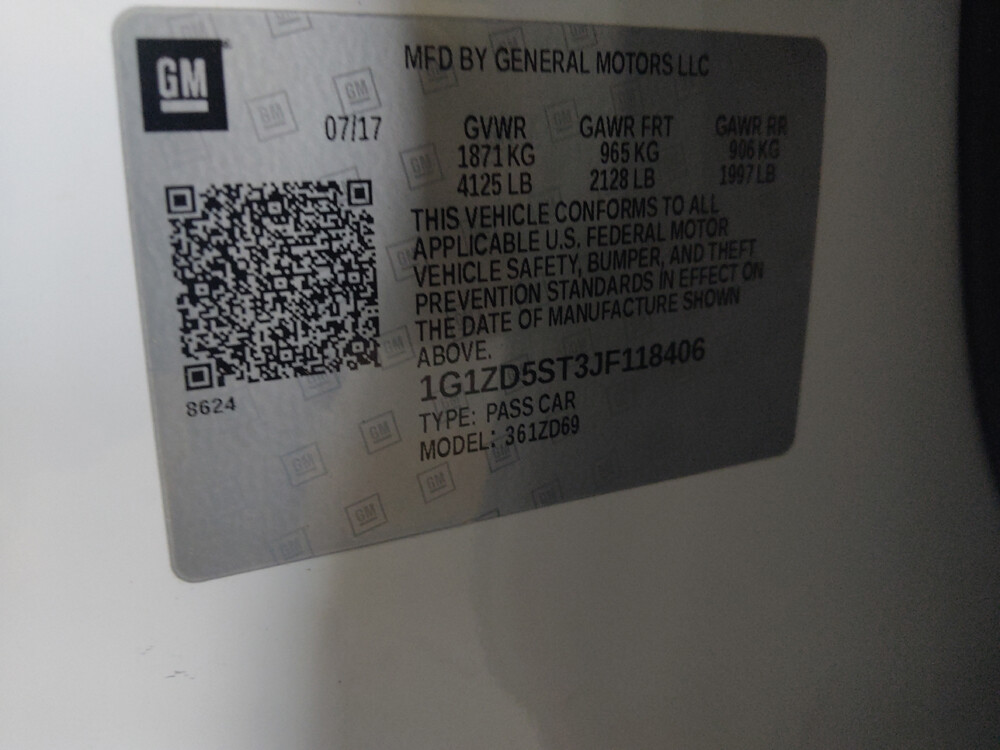 GM
MFD BY GENERAL MOTORS LLC
07/17
GVWR GAWR FRT GAWR RR
1871 KG 965 KG 906 KG
4125 LB 2128 LB 1997 LB
THIS VEHICLE CONFORMS TO ALL
APPLICABLE U.S. FEDERAL MOTOR
VEHICLE SAFETY, BUMPER, AND THEFT
PREVENTION STANDARDS IN EFFECT ON
THE DATE OF MANUFACTURE SHOWN
ABOVE.
1G1ZD5ST3JF118406
TYPE: PASS CAR
MODEL: 361ZD69
8624